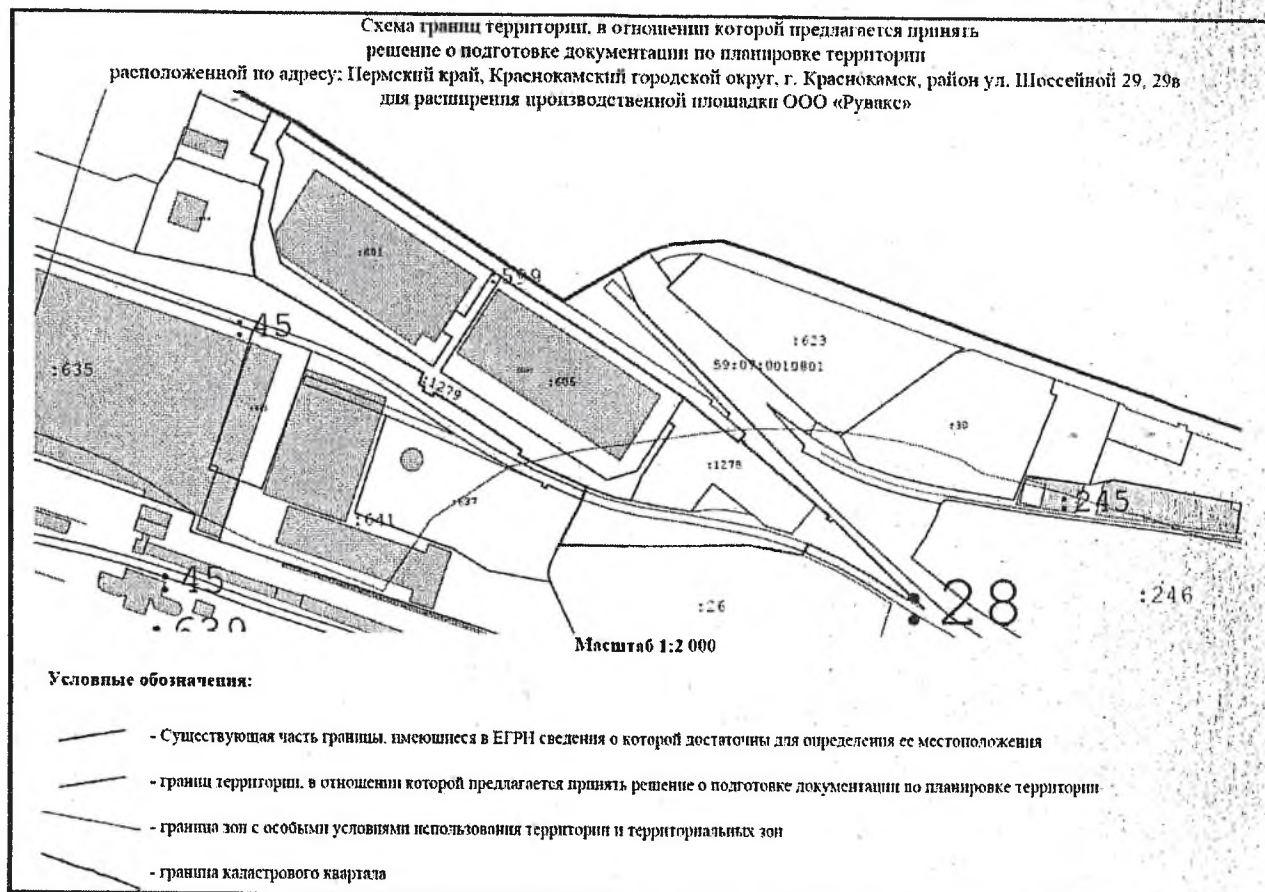 Схема границ территории, в отношении которой предлагается принять
решение о подготовке документации по планировке территории
расположенной по адресу: Пермский край, Краснокамский городской округ, г. Краснокамск, район ул. Шоссейной 29, 29в
для расширения производственной площадки ООО «Рувакс»
:601
:599
:45
:623
59:07:0010801
:635
:1279
:605
:30
:1278
:637
:641
:245
:45
:26
:28
:246
Масштаб 1:2 000
Условные обозначения:
- Существующая часть границы, имеющиеся в ЕГРН сведения о которой достаточны для определения ее местоположения
- границ территории, в отношении которой предлагается принять решение о подготовке документации по планировке территории
- граница зон с особыми условиями использования территории и территориальных зон
- граница кадастрового квартала